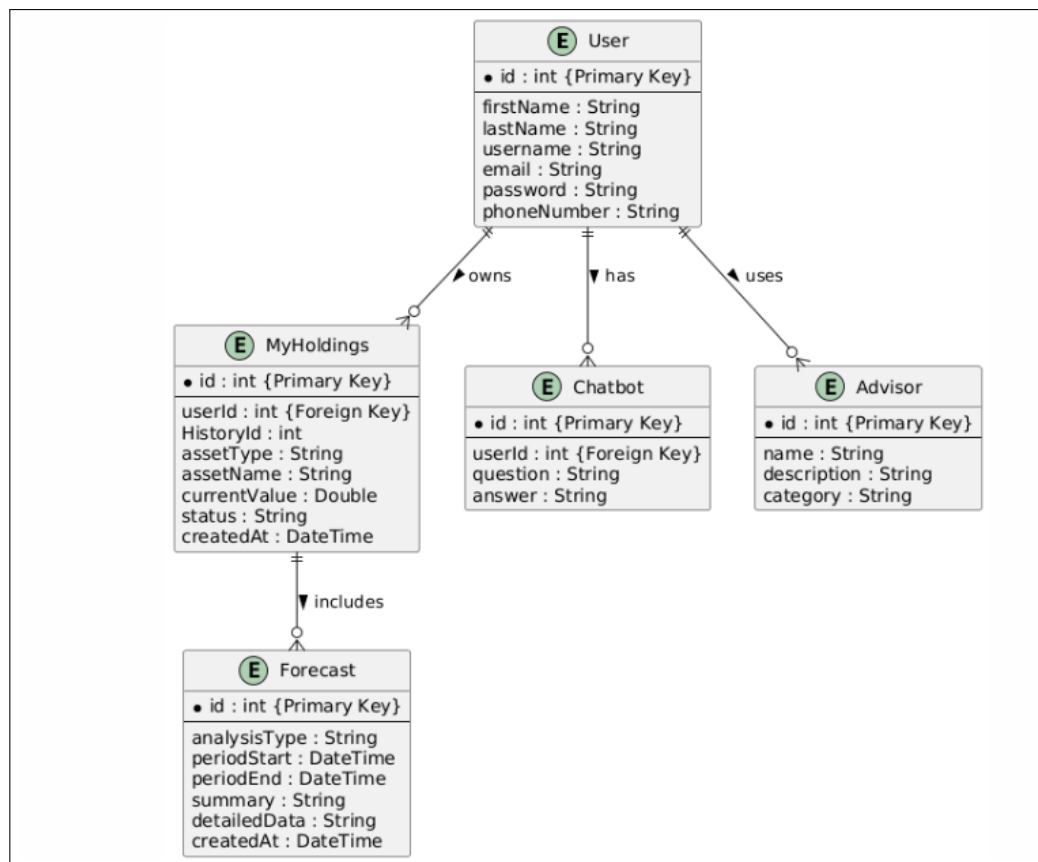 E User
• id : int {Primary Key}
firstName : String
lastName : String
username : String
email : String
password : String
phoneNumber : String
owns
has
uses
E MyHoldings
• id : int {Primary Key}
userId : int {Foreign Key}
HistoryId : int
assetType : String
assetName : String
currentValue : Double
status : String
createdAt : DateTime
E Chatbot
• id : int {Primary Key}
userId : int {Foreign Key}
question : String
answer : String
E Advisor
• id : int {Primary Key}
name : String
description : String
category : String
includes
E Forecast
• id : int {Primary Key}
analysisType : String
periodStart : DateTime
periodEnd : DateTime
summary : String
detailedData : String
createdAt : DateTime